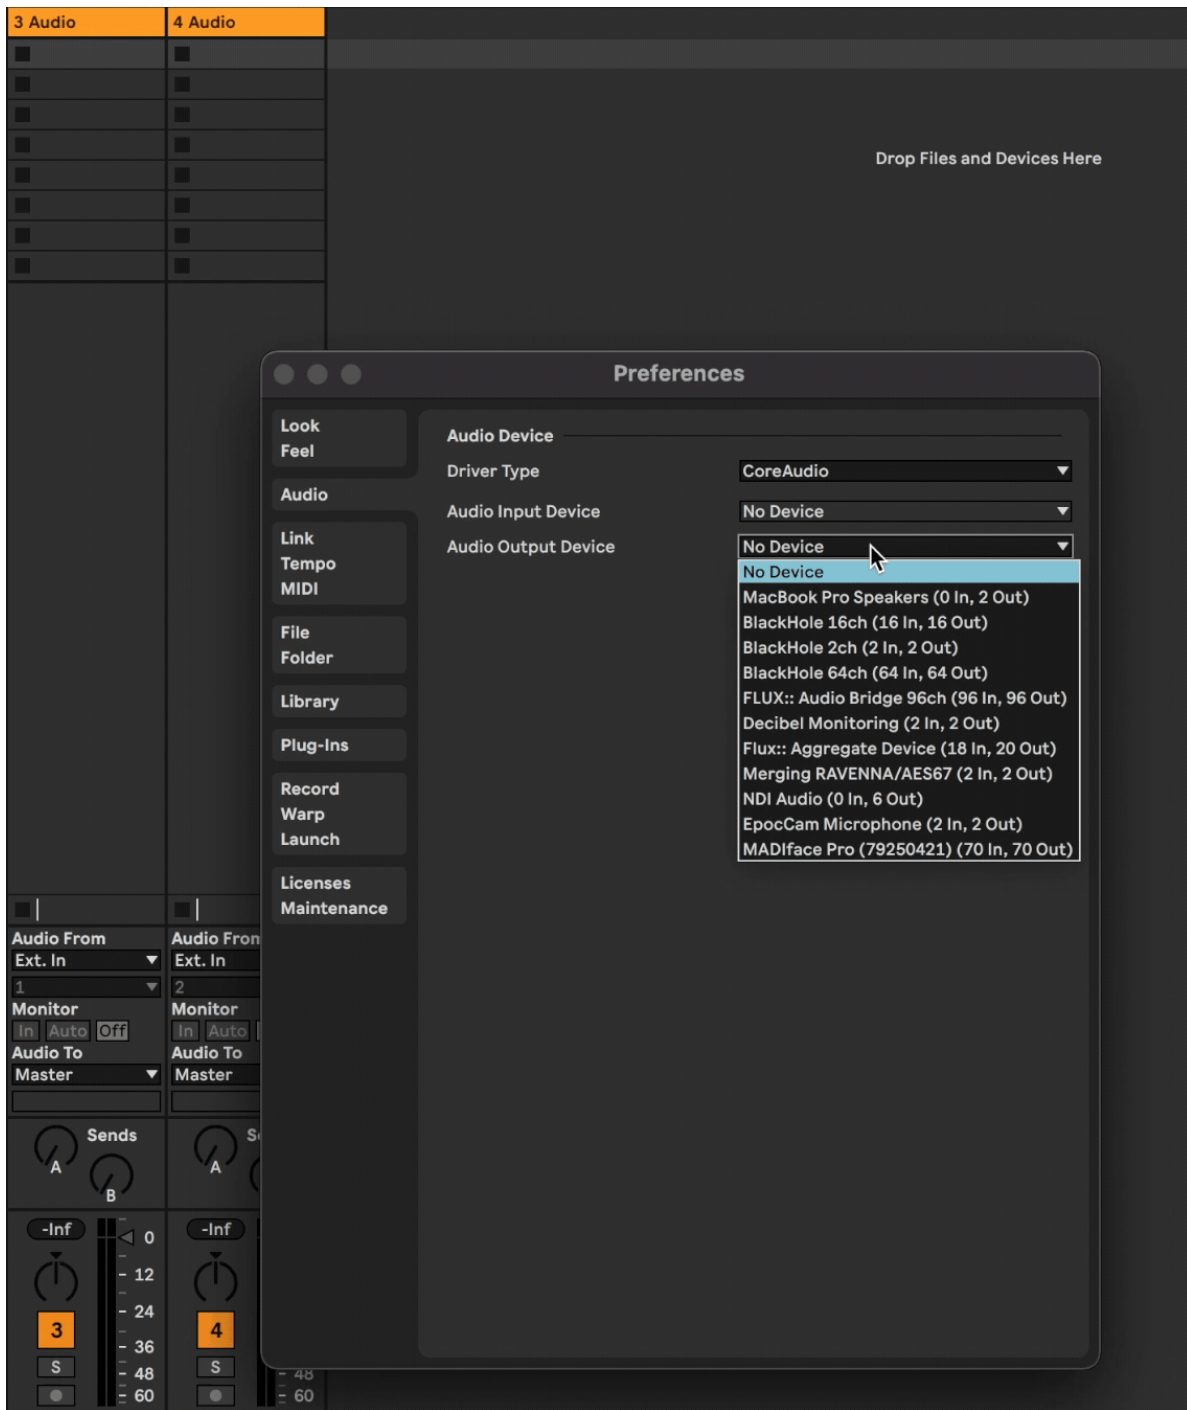 3 Audio
4 Audio
Drop Files and Devices Here
Preferences
Look
Feel
Audio
Link
Tempo
MIDI
File
Folder
Library
Plug-Ins
Record
Warp
Launch
Licenses
Maintenance
Audio Device
Driver Type
CoreAudio
Audio Input Device
No Device
Audio Output Device
No Device
No Device
MacBook Pro Speakers (0 In, 2 Out)
BlackHole 16ch (16 In, 16 Out)
BlackHole 2ch (2 In, 2 Out)
BlackHole 64ch (64 In, 64 Out)
FLUX:: Audio Bridge 96ch (96 In, 96 Out)
Decibel Monitoring (2 In, 2 Out)
Flux:: Aggregate Device (18 In, 20 Out)
Merging RAVENNA/AES67 (2 In, 2 Out)
NDI Audio (0 In, 6 Out)
EpocCam Microphone (2 In, 2 Out)
MADIface Pro (79250421) (70 In, 70 Out)
Audio From
Ext. In
1
Monitor
In Auto Off
Audio To
Master
Sends
A
B
-Inf
0
12
24
3
36
S
48
60
Audio From
Ext. In
2
Monitor
In Auto
Audio To
Master
S
A
-Inf
4
S
48
60